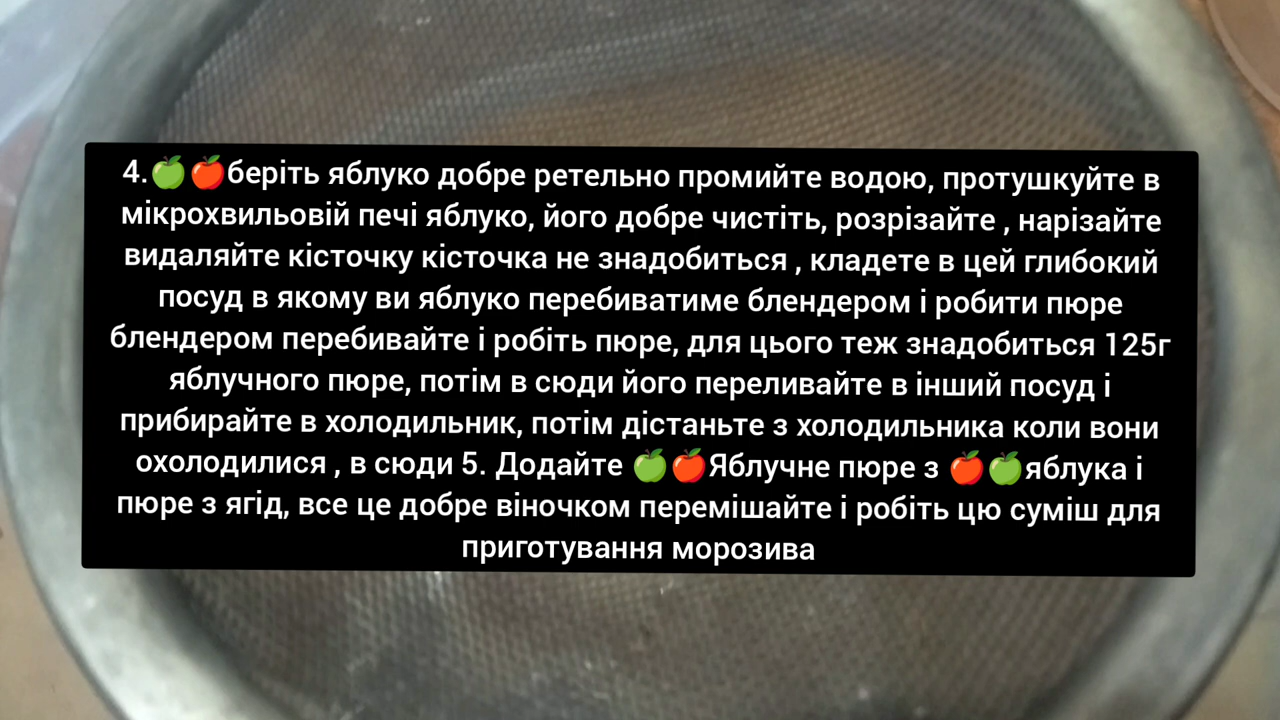 4.🍏🍎беріть яблуко добре ретельно промийте водою, протушкуйте в
мікрохвильовій печі яблуко, його добре чистіть, розрізайте , нарізайте
видаляйте кісточку кісточка не знадобиться , кладете в цей глибокий
посуд в якому ви яблуко перебиватиме блендером і робити пюре
блендером перебивайте і робіть пюре, для цього теж знадобиться 125г
яблучного пюре, потім в сюди його переливайте в інший посуд і
прибирайте в холодильник, потім дістаньте з холодильника коли вони
охолодилися , в сюди 5. Додайте 🍏🍎Яблучне пюре з 🍎🍏яблука і
пюре з ягід, все це добре віночком перемішайте і робіть цю суміш для
приготування морозива